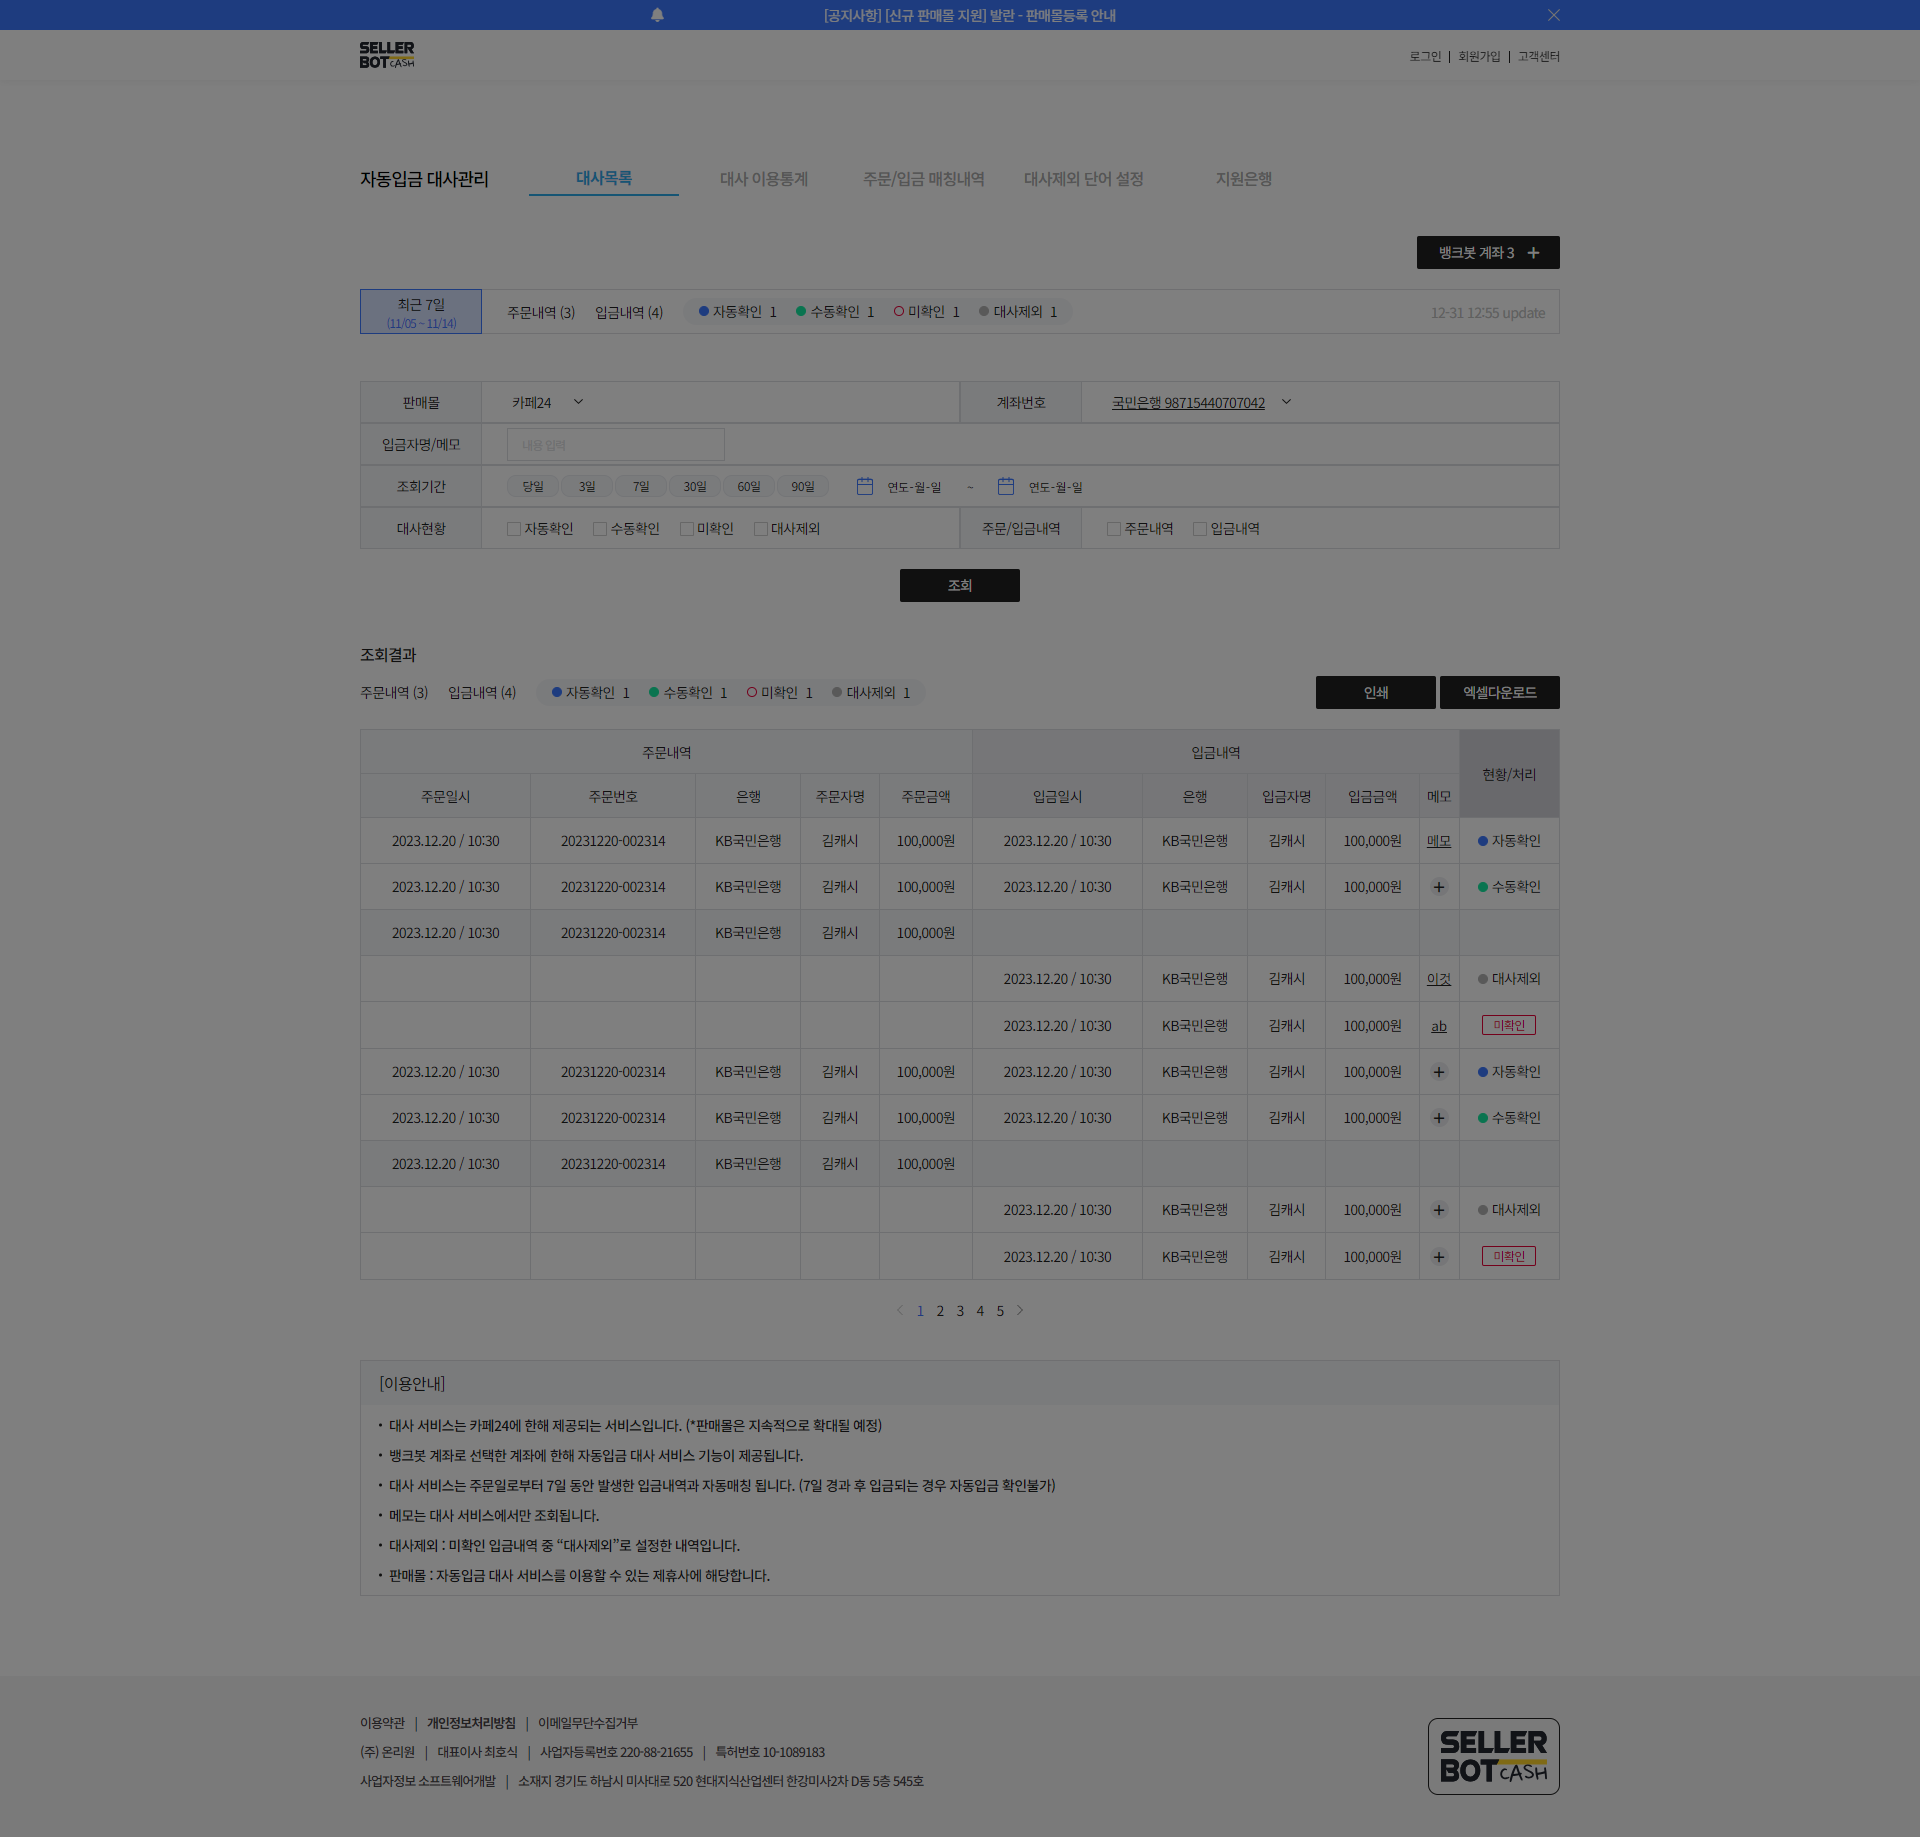 [공지사항] [신규 판매몰 지원] 발란 - 판매몰등록 안내
SELLER
BOT CASH
로그인 | 회원가입 | 고객센터
자동입금 대사관리 대사목록 대사 이용통계 주문/입금 매칭내역 대사제외 단어 설정 지원은행
뱅크봇 계좌 3 +
최근 7일
(11/05 ~ 11/14)
주문내역 (3) 입금내역 (4) 자동확인 1 수동확인 1 미확인 1 대사제외 1 12-31 12:55 update
판매몰 카페24 계좌번호 국민은행 98715440707042
입금자명/메모 내용 입력
조회기간 당일 3일 7일 30일 60일 90일 연도-월-일 ~ 연도-월-일
대사현황 자동확인 수동확인 미확인 대사제외 주문/입금내역 주문내역 입금내역
조회
조회결과
주문내역 (3) 입금내역 (4) 자동확인 1 수동확인 1 미확인 1 대사제외 1 인쇄 엑셀다운로드
주문내역 입금내역 현황/처리
주문일시 주문번호 은행 주문자명 주문금액 입금일시 은행 입금자명 입금금액 메모
2023.12.20 / 10:30 20231220-002314 KB국민은행 김캐시 100,000원 2023.12.20 / 10:30 KB국민은행 김캐시 100,000원 메모 자동확인
2023.12.20 / 10:30 20231220-002314 KB국민은행 김캐시 100,000원 2023.12.20 / 10:30 KB국민은행 김캐시 100,000원 + 수동확인
2023.12.20 / 10:30 20231220-002314 KB국민은행 김캐시 100,000원
2023.12.20 / 10:30 KB국민은행 김캐시 100,000원 이것 대사제외
2023.12.20 / 10:30 KB국민은행 김캐시 100,000원 ab 미확인
2023.12.20 / 10:30 20231220-002314 KB국민은행 김캐시 100,000원 2023.12.20 / 10:30 KB국민은행 김캐시 100,000원 + 자동확인
2023.12.20 / 10:30 20231220-002314 KB국민은행 김캐시 100,000원 2023.12.20 / 10:30 KB국민은행 김캐시 100,000원 + 수동확인
2023.12.20 / 10:30 20231220-002314 KB국민은행 김캐시 100,000원
2023.12.20 / 10:30 KB국민은행 김캐시 100,000원 + 대사제외
2023.12.20 / 10:30 KB국민은행 김캐시 100,000원 + 미확인
< 1 2 3 4 5 >
[이용안내]
• 대사 서비스는 카페24에 한해 제공되는 서비스입니다. (*판매몰은 지속적으로 확대될 예정)
• 뱅크봇 계좌로 선택한 계좌에 한해 자동입금 대사 서비스 기능이 제공됩니다.
• 대사 서비스는 주문일로부터 7일 동안 발생한 입금내역과 자동매칭 됩니다. (7일 경과 후 입금되는 경우 자동입금 확인불가)
• 메모는 대사 서비스에서만 조회됩니다.
• 대사제외 : 미확인 입금내역 중 “대사제외”로 설정한 내역입니다.
• 판매몰 : 자동입금 대사 서비스를 이용할 수 있는 제휴사에 해당합니다.
이용약관 | 개인정보처리방침 | 이메일무단수집거부
(주) 온리원 | 대표이사 최호식 | 사업자등록번호 220-88-21655 | 특허번호 10-1089183
사업자정보 소프트웨어개발 | 소재지 경기도 하남시 미사대로 520 현대지식산업센터 한강미사2차 D동 5층 545호
SELLER
BOT CASH